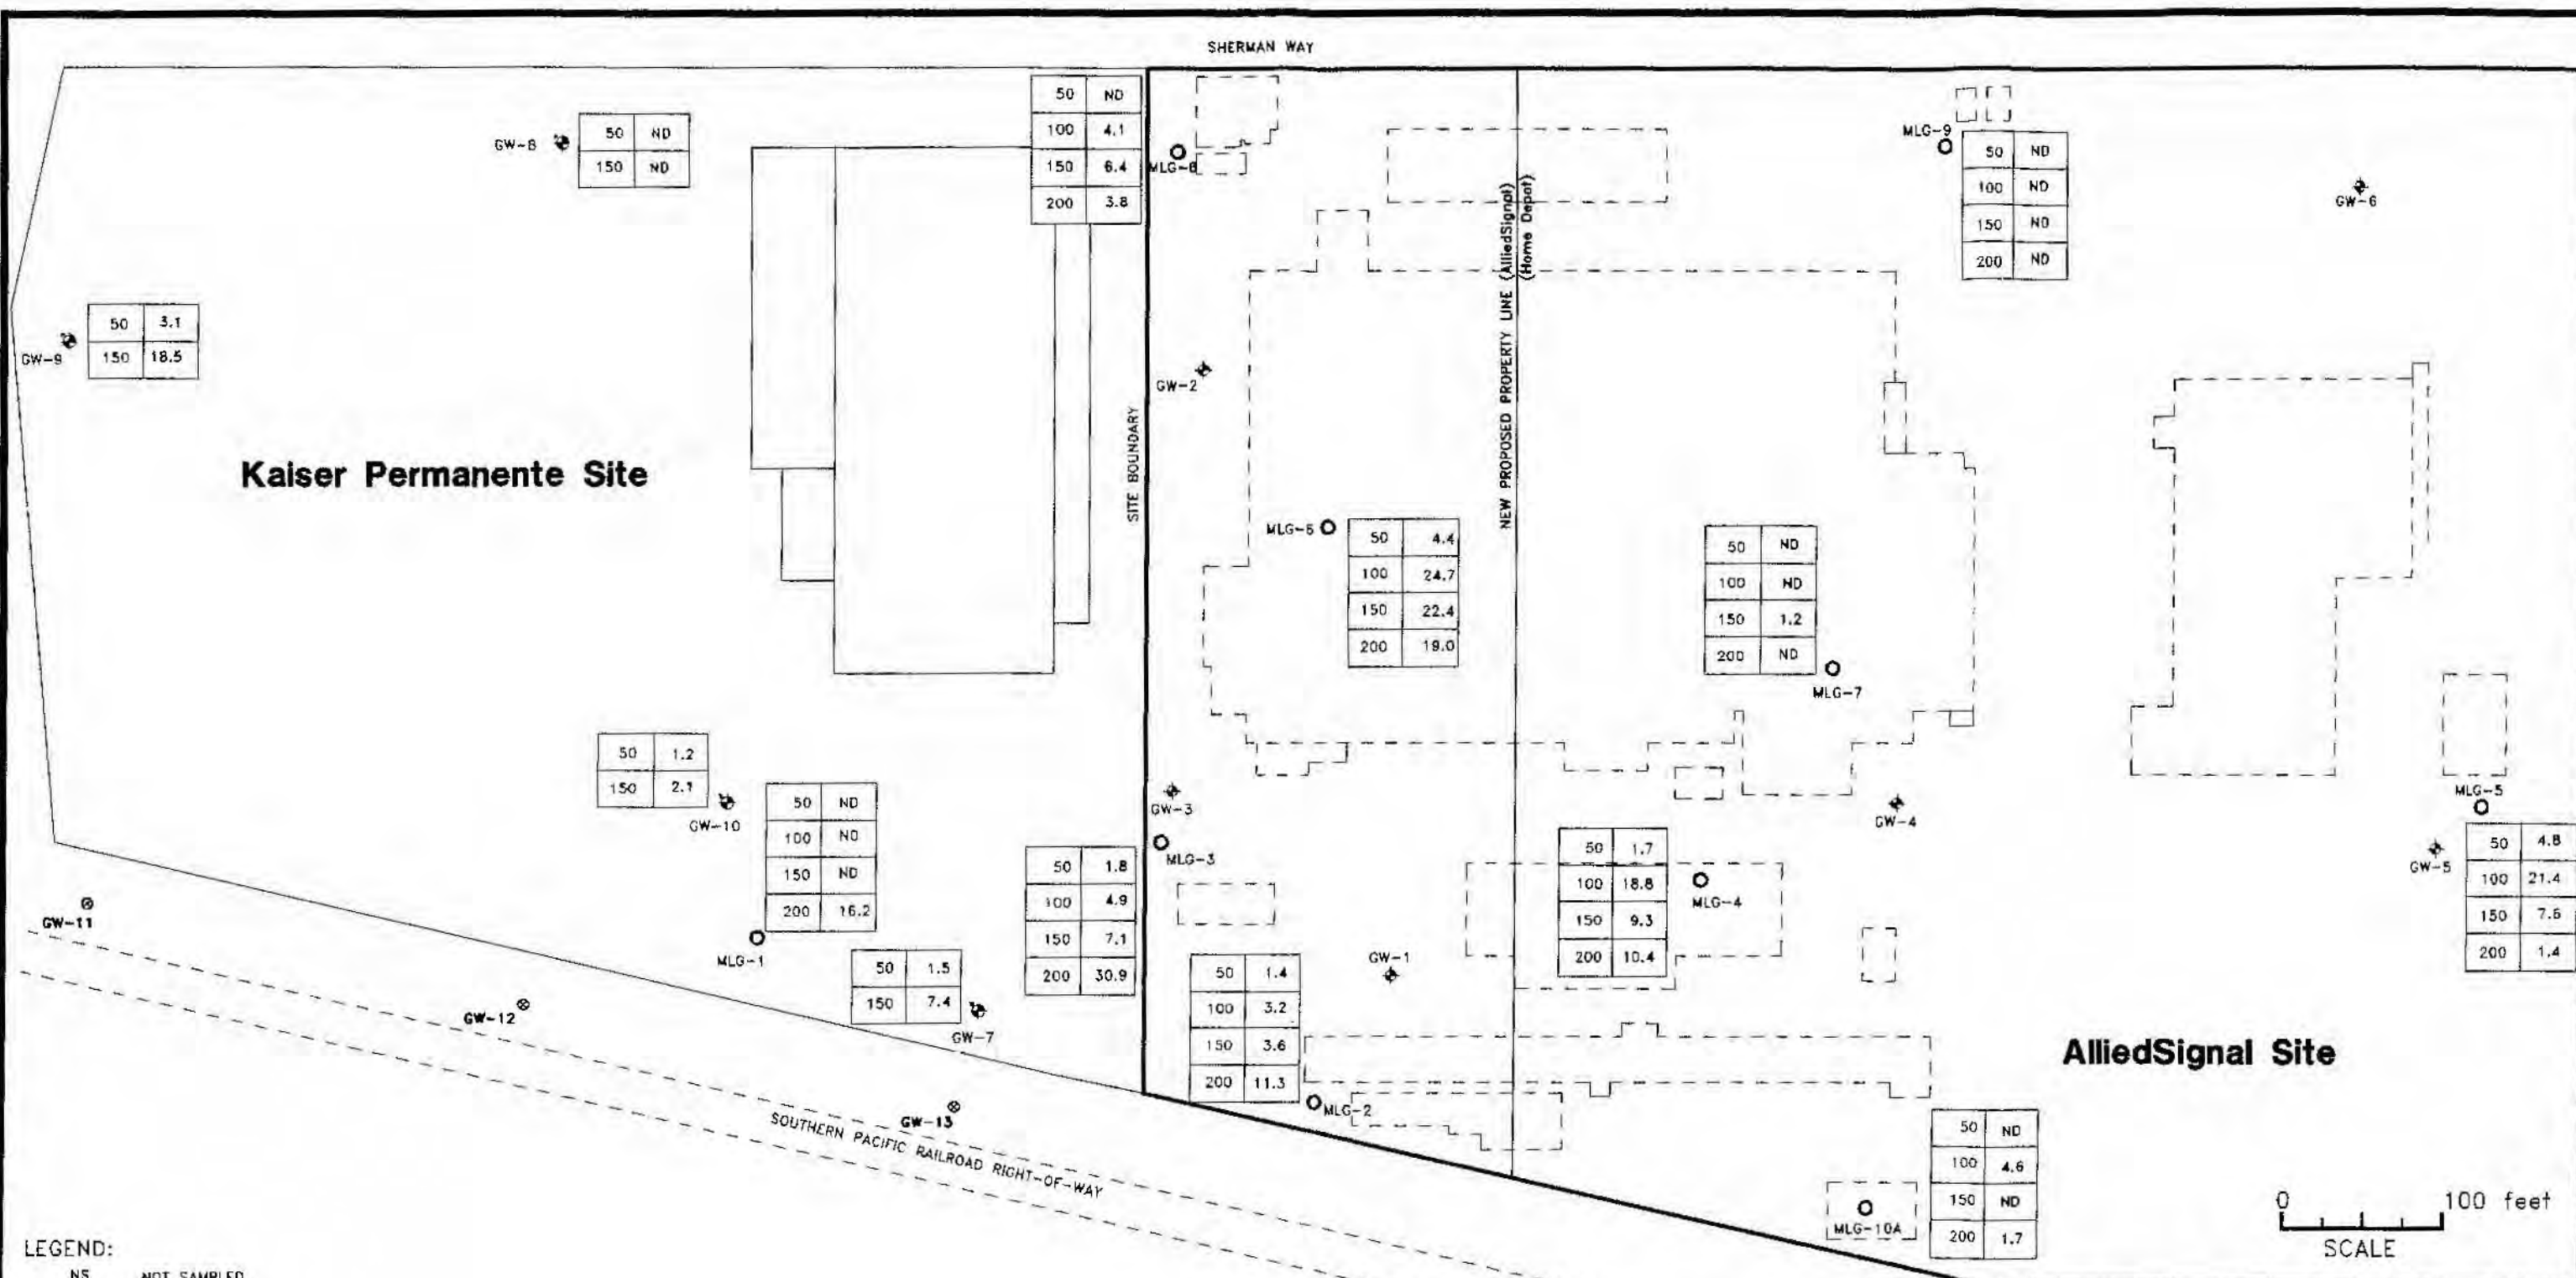 SHERMAN WAY
GW-8
50 ND
150 ND
50 ND
100 4.1
150 6.4
200 3.8
MLG-9
50 ND
100 ND
150 ND
200 ND
GW-6
GW-9
50 3.1
150 18.5
NEW PROPOSED PROPERTY LINE (AlliedSignal)
(Home Depot)
GW-2
SITE BOUNDARY
Kaiser Permanente Site
50 4.4
100 24.7
150 22.4
200 19.0
50 ND
100 ND
150 1.2
200 ND
MLG-7
50 1.2
150 2.1
GW-10
50 ND
100 ND
150 ND
200 16.2
MLG-1
GW-3
MLG-3
50 1.8
100 4.9
150 7.1
200 30.9
GW-4
50 1.7
100 18.8
150 9.3
200 10.4
MLG-4
MLG-5
GW-5
50 4.8
100 21.4
150 7.6
200 1.4
GW-11
GW-12
50 1.5
150 7.4
GW-7
GW-1
50 1.4
100 3.2
150 3.6
200 11.3
MLG-2
AlliedSignal Site
GW-13
SOUTHERN PACIFIC RAILROAD RIGHT-OF-WAY
50 ND
100 4.6
150 ND
200 1.7
MLG-10A
0 100 feet
SCALE
LEGEND:
NS NOT SAMPLED